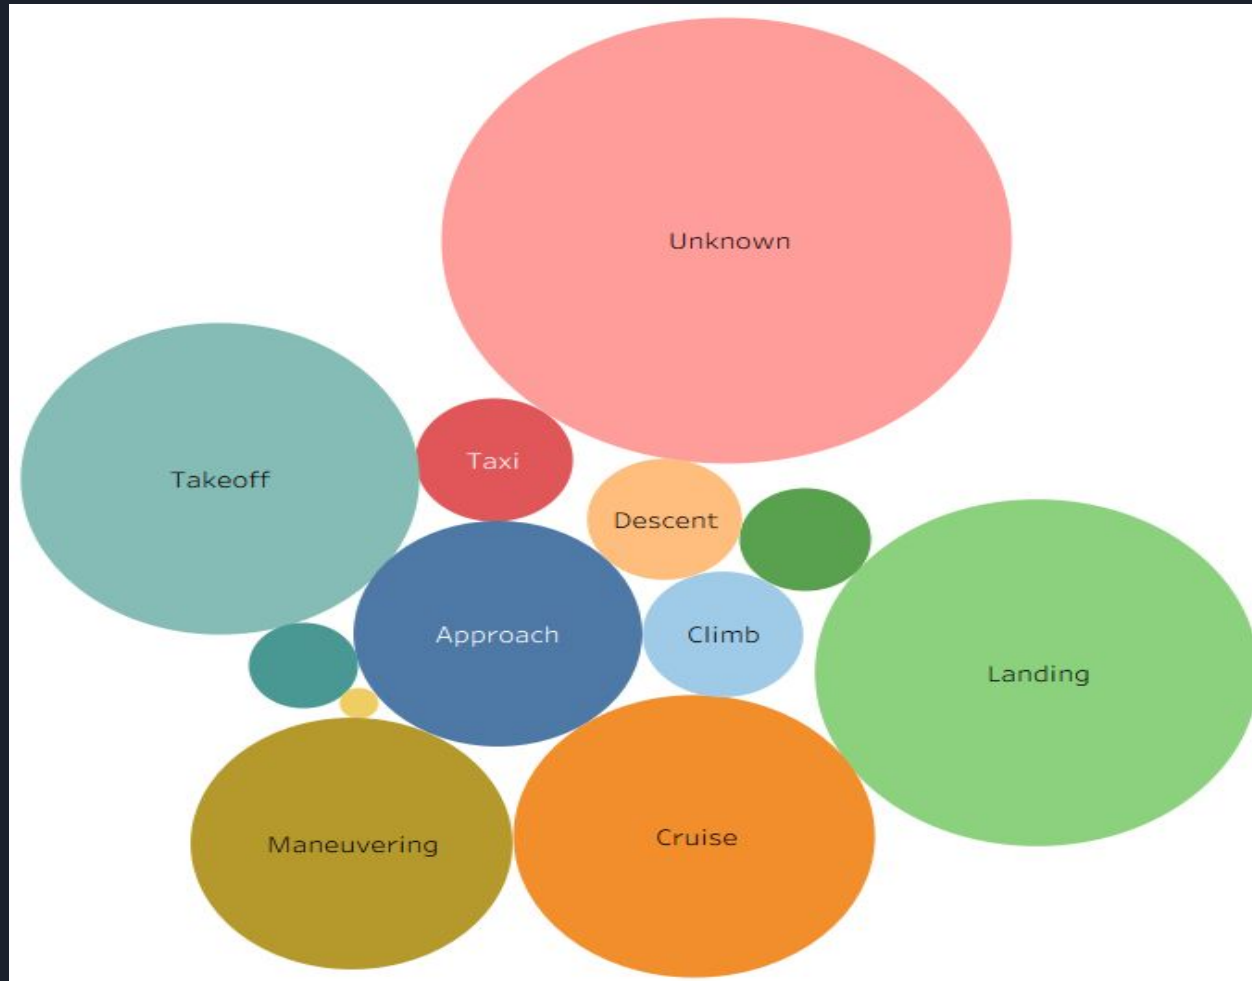 Unknown
Takeoff
Taxi
Descent
Approach
Climb
Landing
Maneuvering
Cruise